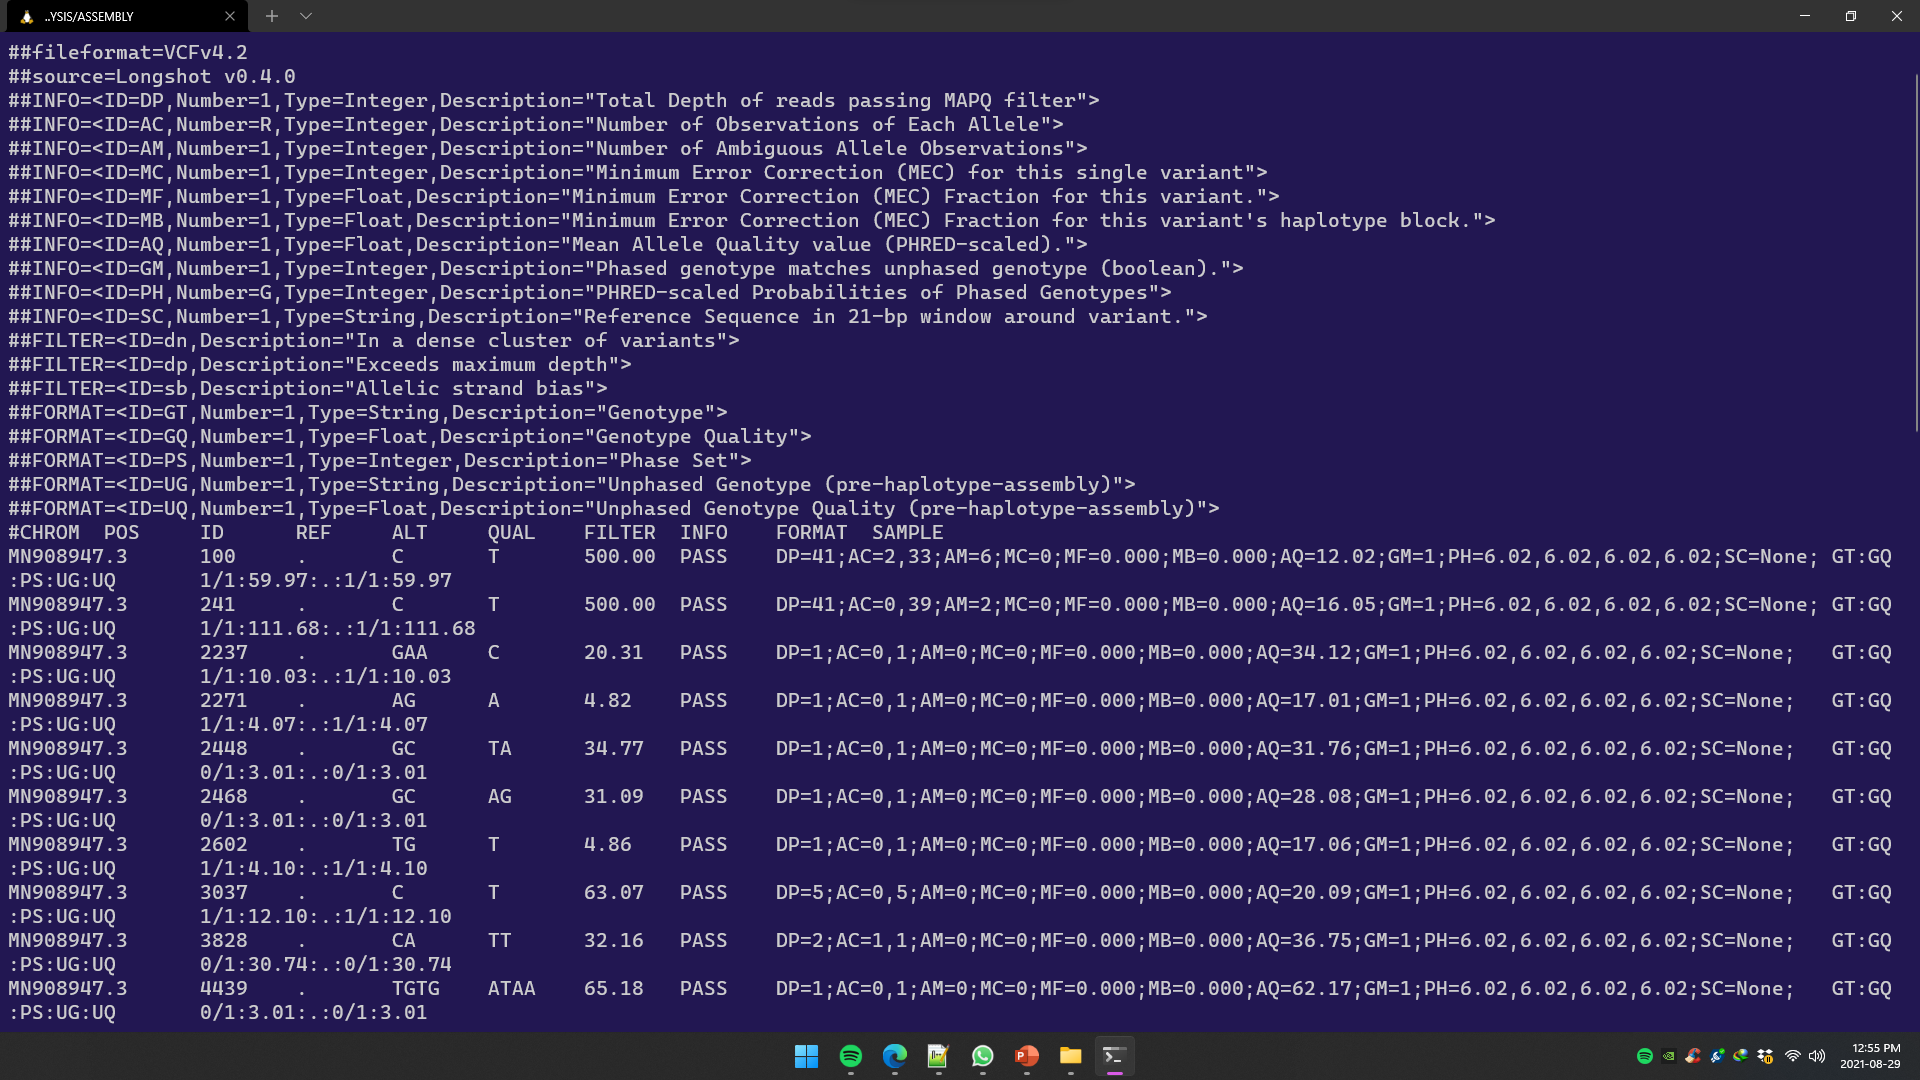 ..YSIS/ASSEMBLY
##fileformat=VCFv4.2
##source=Longshot v0.4.0
##INFO=<ID=DP,Number=1,Type=Integer,Description="Total Depth of reads passing MAPQ filter">
##INFO=<ID=AC,Number=R,Type=Integer,Description="Number of Observations of Each Allele">
##INFO=<ID=AM,Number=1,Type=Integer,Description="Number of Ambiguous Allele Observations">
##INFO=<ID=MC,Number=1,Type=Integer,Description="Minimum Error Correction (MEC) for this single variant">
##INFO=<ID=MF,Number=1,Type=Float,Description="Minimum Error Correction (MEC) Fraction for this variant.">
##INFO=<ID=MB,Number=1,Type=Float,Description="Minimum Error Correction (MEC) Fraction for this variant's haplotype block.">
##INFO=<ID=AQ,Number=1,Type=Float,Description="Mean Allele Quality value (PHRED-scaled).">
##INFO=<ID=GM,Number=1,Type=Integer,Description="Phased genotype matches unphased genotype (boolean).">
##INFO=<ID=PH,Number=G,Type=Integer,Description="PHRED-scaled Probabilities of Phased Genotypes">
##INFO=<ID=SC,Number=1,Type=String,Description="Reference Sequence in 21-bp window around variant.">
##FILTER=<ID=dn,Description="In a dense cluster of variants">
##FILTER=<ID=dp,Description="Exceeds maximum depth">
##FILTER=<ID=sb,Description="Allelic strand bias">
##FORMAT=<ID=GT,Number=1,Type=String,Description="Genotype">
##FORMAT=<ID=GQ,Number=1,Type=Float,Description="Genotype Quality">
##FORMAT=<ID=PS,Number=1,Type=Integer,Description="Phase Set">
##FORMAT=<ID=UG,Number=1,Type=String,Description="Unphased Genotype (pre-haplotype-assembly)">
##FORMAT=<ID=UQ,Number=1,Type=Float,Description="Unphased Genotype Quality (pre-haplotype-assembly)">
#CHROM POS ID REF ALT QUAL FILTER INFO FORMAT SAMPLE
MN908947.3 100 . C T 500.00 PASS DP=41;AC=2,33;AM=6;MC=0;MF=0.000;MB=0.000;AQ=12.02;GM=1;PH=6.02,6.02,6.02,6.02;SC=None; GT:GQ
:PS:UG:UQ 1/1:59.97:.:1/1:59.97
MN908947.3 241 . C T 500.00 PASS DP=41;AC=0,39;AM=2;MC=0;MF=0.000;MB=0.000;AQ=16.05;GM=1;PH=6.02,6.02,6.02,6.02;SC=None; GT:GQ
:PS:UG:UQ 1/1:111.68:.:1/1:111.68
MN908947.3 2237 . GAA C 20.31 PASS DP=1;AC=0,1;AM=0;MC=0;MF=0.000;MB=0.000;AQ=34.12;GM=1;PH=6.02,6.02,6.02,6.02;SC=None; GT:GQ
:PS:UG:UQ 1/1:10.03:.:1/1:10.03
MN908947.3 2271 . AG A 4.82 PASS DP=1;AC=0,1;AM=0;MC=0;MF=0.000;MB=0.000;AQ=17.01;GM=1;PH=6.02,6.02,6.02,6.02;SC=None; GT:GQ
:PS:UG:UQ 1/1:4.07:.:1/1:4.07
MN908947.3 2448 . GC TA 34.77 PASS DP=1;AC=0,1;AM=0;MC=0;MF=0.000;MB=0.000;AQ=31.76;GM=1;PH=6.02,6.02,6.02,6.02;SC=None; GT:GQ
:PS:UG:UQ 0/1:3.01:.:0/1:3.01
MN908947.3 2468 . GC AG 31.09 PASS DP=1;AC=0,1;AM=0;MC=0;MF=0.000;MB=0.000;AQ=28.08;GM=1;PH=6.02,6.02,6.02,6.02;SC=None; GT:GQ
:PS:UG:UQ 0/1:3.01:.:0/1:3.01
MN908947.3 2602 . TG T 4.86 PASS DP=1;AC=0,1;AM=0;MC=0;MF=0.000;MB=0.000;AQ=17.06;GM=1;PH=6.02,6.02,6.02,6.02;SC=None; GT:GQ
:PS:UG:UQ 1/1:4.10:.:1/1:4.10
MN908947.3 3037 . C T 63.07 PASS DP=5;AC=0,5;AM=0;MC=0;MF=0.000;MB=0.000;AQ=20.09;GM=1;PH=6.02,6.02,6.02,6.02;SC=None; GT:GQ
:PS:UG:UQ 1/1:12.10:.:1/1:12.10
MN908947.3 3828 . CA TT 32.16 PASS DP=2;AC=1,1;AM=0;MC=0;MF=0.000;MB=0.000;AQ=36.75;GM=1;PH=6.02,6.02,6.02,6.02;SC=None; GT:GQ
:PS:UG:UQ 0/1:30.74:.:0/1:30.74
MN908947.3 4439 . TGTG ATAA 65.18 PASS DP=1;AC=0,1;AM=0;MC=0;MF=0.000;MB=0.000;AQ=62.17;GM=1;PH=6.02,6.02,6.02,6.02;SC=None; GT:GQ
:PS:UG:UQ 0/1:3.01:.:0/1:3.01
12:55 PM
2021-08-29